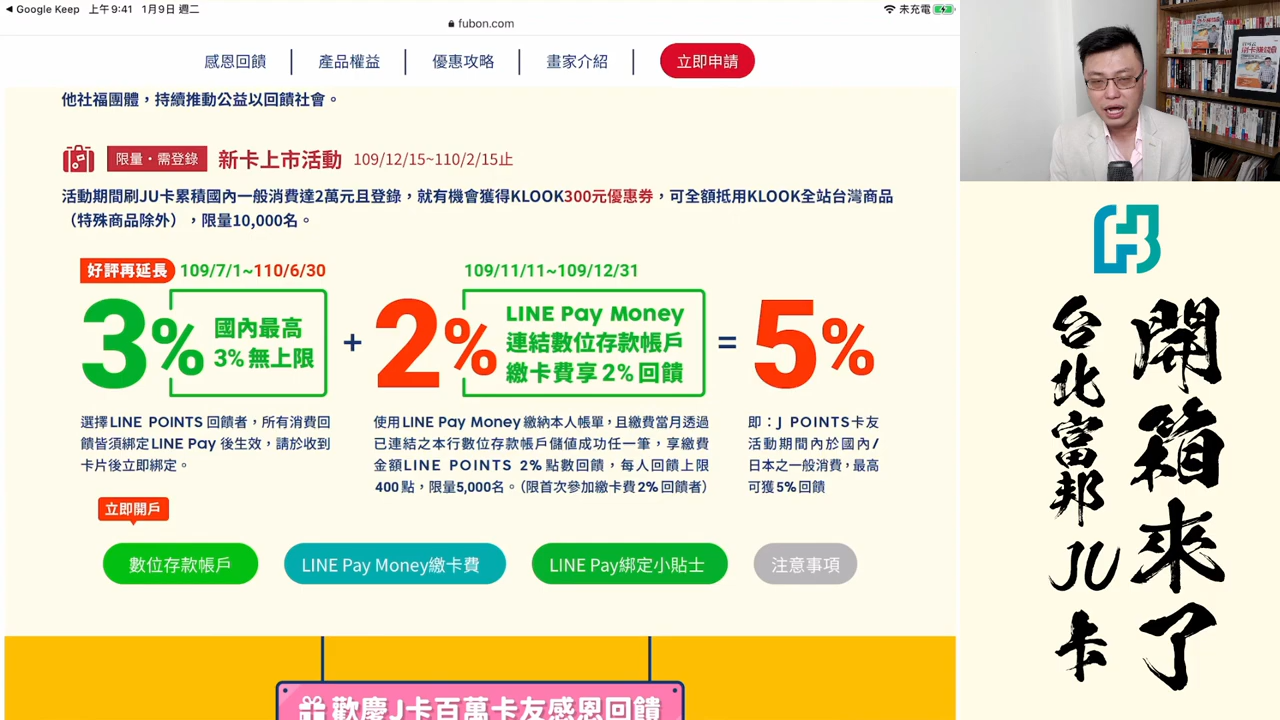 Google Keep 上午9:41 1月9日 週二
未充電
fubon.com
感恩回饋
產品權益
優惠攻略
畫家介紹
立即申請
他社福團體，持續推動公益以回饋社會。
限量・需登錄 新卡上市活動 109/12/15~110/2/15止
活動期間刷JU卡累積國內一般消費達2萬元且登錄，就有機會獲得KLOOK300元優惠券，可全額抵用KLOOK全站台灣商品
（特殊商品除外），限量10,000名。
好評再延長 109/7/1~110/6/30
3% 國內最高
3%無上限
+
109/11/11~109/12/31
2% LINE Pay Money
連結數位存款帳戶
繳卡費享2%回饋
= 5%
選擇LINE POINTS回饋者，所有消費回
饋皆須綁定LINE Pay後生效，請於收到
卡片後立即綁定。
使用LINE Pay Money繳納本人帳單，且繳費當月透過
已連結之本行數位存款帳戶儲值成功任一筆，享繳費
金額LINE POINTS 2%點數回饋，每人回饋上限
400點，限量5,000名。（限首次參加繳卡費2%回饋者）
即：J POINTS卡友
活動期間內於國內/
日本之一般消費，最高
可獲5%回饋
立即開戶
數位存款帳戶
LINE Pay Money繳卡費
LINE Pay綁定小貼士
注意事項
歡慶J卡百萬卡友感恩回饋
開箱來了
台北富邦JU卡